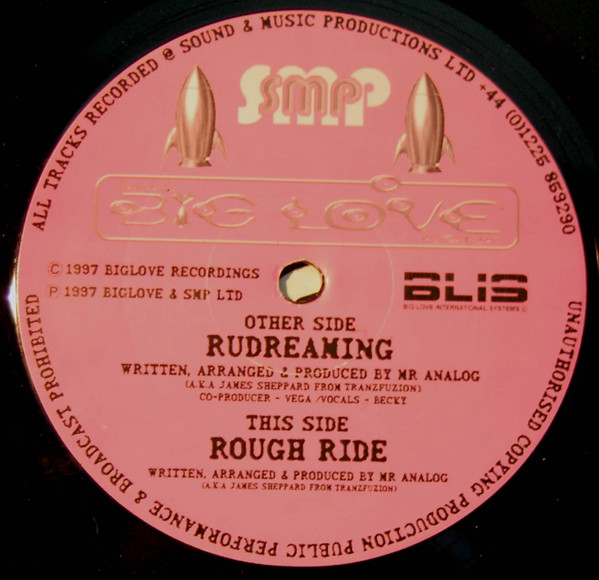 ALL TRACKS RECORDED @ SOUND & MUSIC PRODUCTIONS LTD +44 (0)1225 859290
SMP
SMP
BIG LOVE
© 1997 BIGLOVE RECORDINGS
℗ 1997 BIGLOVE & SMP LTD
BLIS
BIG LOVE INTERNATIONAL SYSTEMS ©
OTHER SIDE
RUDREAMING
WRITTEN, ARRANGED & PRODUCED BY MR ANALOG
(A.K.A JAMES SHEPPARD FROM TRANZFUZION)
CO-PRODUCER - VEGA /VOCALS - BECKY
THIS SIDE
ROUGH RIDE
WRITTEN, ARRANGED & PRODUCED BY MR ANALOG
(A.K.A JAMES SHEPPARD FROM TRANZFUZION)
UNAUTHORISED COPYING PRODUCTION PUBLIC PERFORMANCE & BROADCAST PROHIBITED